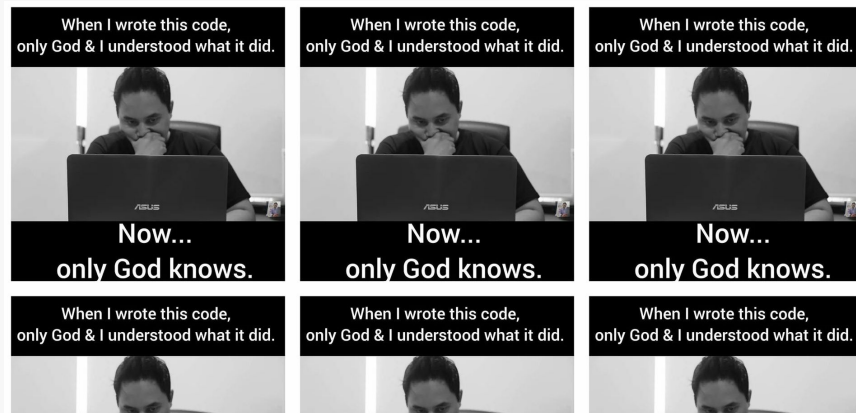 When I wrote this code,
only God & I understood what it did.
ASUS
Now...
only God knows.
When I wrote this code,
only God & I understood what it did.
ASUS
Now...
only God knows.
When I wrote this code,
only God & I understood what it did.
ASUS
Now...
only God knows.
When I wrote this code,
only God & I understood what it did.
When I wrote this code,
only God & I understood what it did.
When I wrote this code,
only God & I understood what it did.